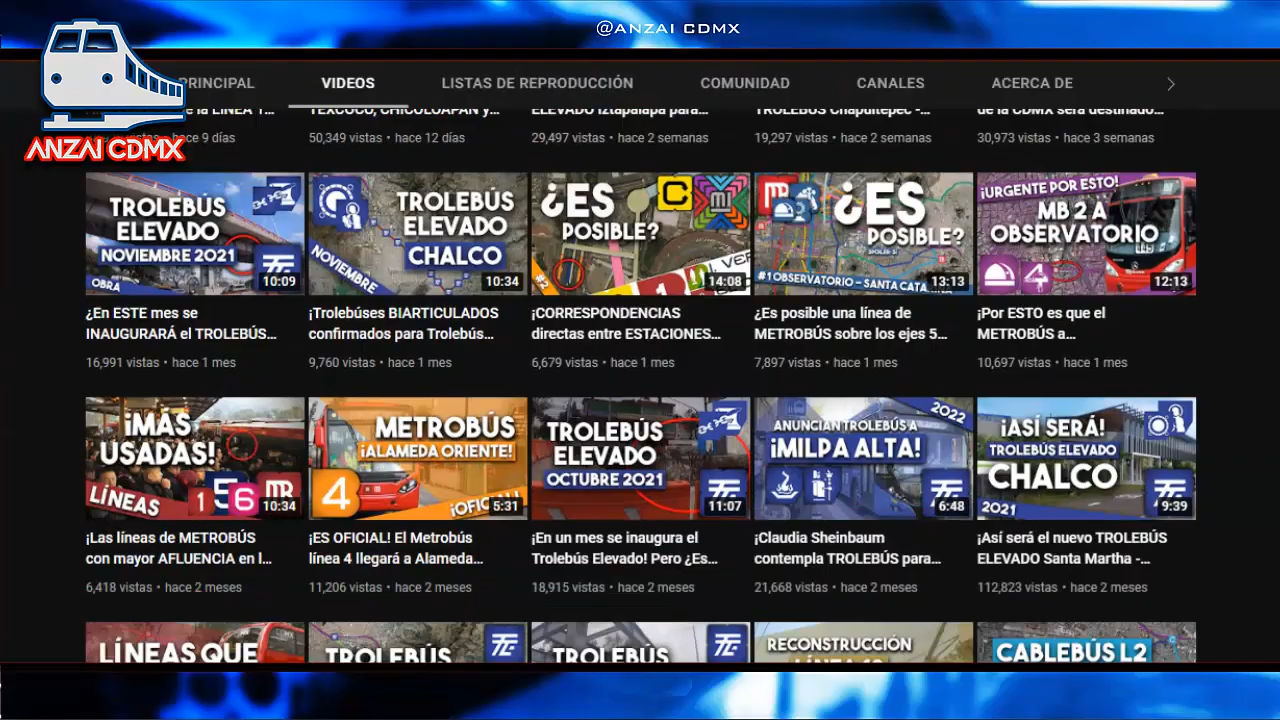 @ANZAI CDMX
PRINCIPAL
VIDEOS
LISTAS DE REPRODUCCIÓN
COMUNIDAD
CANALES
ACERCA DE
ANZAI CDMX
hace 9 días
50,349 vistas • hace 12 días
29,497 vistas • hace 2 semanas
19,297 vistas • hace 2 semanas
30,973 vistas • hace 3 semanas
TROLEBÚS
ELEVADO
NOVIEMBRE 2021
OBRA
10:09
TROLEBÚS
ELEVADO
CHALCO
NOVIEMBRE
10:34
¿ES
POSIBLE?
C
#2
14:08
MB
¿ES
POSIBLE?
#1 OBSERVATORIO - SANTA CATA
13:13
¡URGENTE POR ESTO!
MB 2 A
OBSERVATORIO
12:13
¿En ESTE mes se
INAUGURARÁ el TROLEBÚS...
16,991 vistas • hace 1 mes
¡Trolebúses BIARTICULADOS
confirmados para Trolebús...
9,760 vistas • hace 1 mes
¡CORRESPONDENCIAS
directas entre ESTACIONES...
6,679 vistas • hace 1 mes
¿Es posible una línea de
METROBÚS sobre los ejes 5...
7,897 vistas • hace 1 mes
¡Por ESTO es que el
METROBÚS a...
10,697 vistas • hace 1 mes
¡MAS
USADAS!
LÍNEAS
1 5 6 MB
10:34
METROBÚS
¡ALAMEDA ORIENTE!
4
5:31
TROLEBÚS
ELEVADO
OCTUBRE 2021
11:07
2022
ANUNCIAN TROLEBÚS A
¡MILPA ALTA!
6:48
¡ASÍ SERÁ!
TROLEBÚS ELEVADO
CHALCO
2021
9:39
¡Las líneas de METROBÚS
con mayor AFLUENCIA en l...
6,418 vistas • hace 2 meses
¡ES OFICIAL! El Metrobús
línea 4 llegará a Alameda...
11,206 vistas • hace 2 meses
¡En un mes se inaugura el
Trolebús Elevado! Pero ¿Es...
18,915 vistas • hace 2 meses
¡Claudia Sheinbaum
contempla TROLEBÚS para...
21,668 vistas • hace 2 meses
¡Así será el nuevo TROLEBÚS
ELEVADO Santa Martha -...
112,823 vistas • hace 2 meses
LÍNEAS QUE
TROLEBÚS
TROLEBÚS
RECONSTRUCCIÓN
CABLEBÚS L2